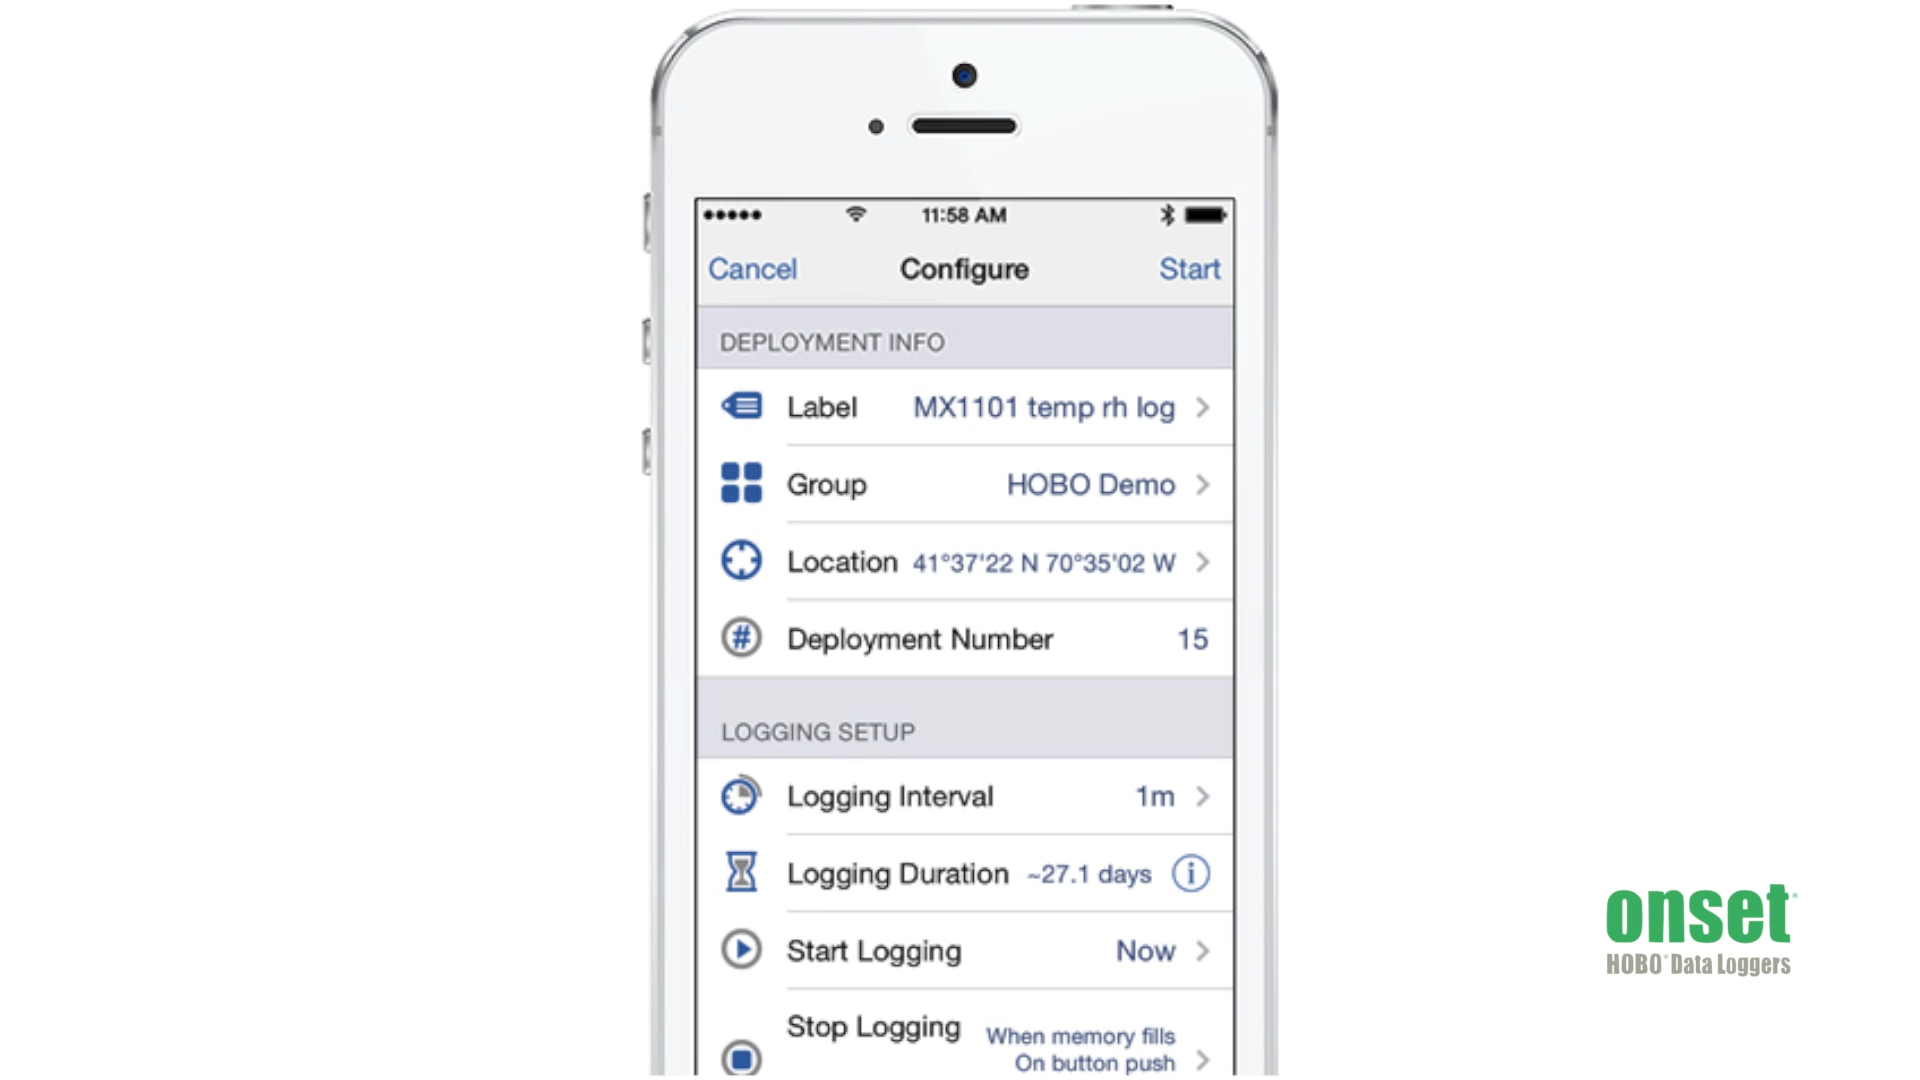 11:58 AM
Cancel Configure Start
DEPLOYMENT INFO
Label MX1101 temp rh log
Group HOBO Demo
Location 41°37'22 N 70°35'02 W
# Deployment Number 15
LOGGING SETUP
Logging Interval 1m
Logging Duration ~27.1 days i
Start Logging Now
Stop Logging When memory fills
On button push
onset®
HOBO® Data Loggers